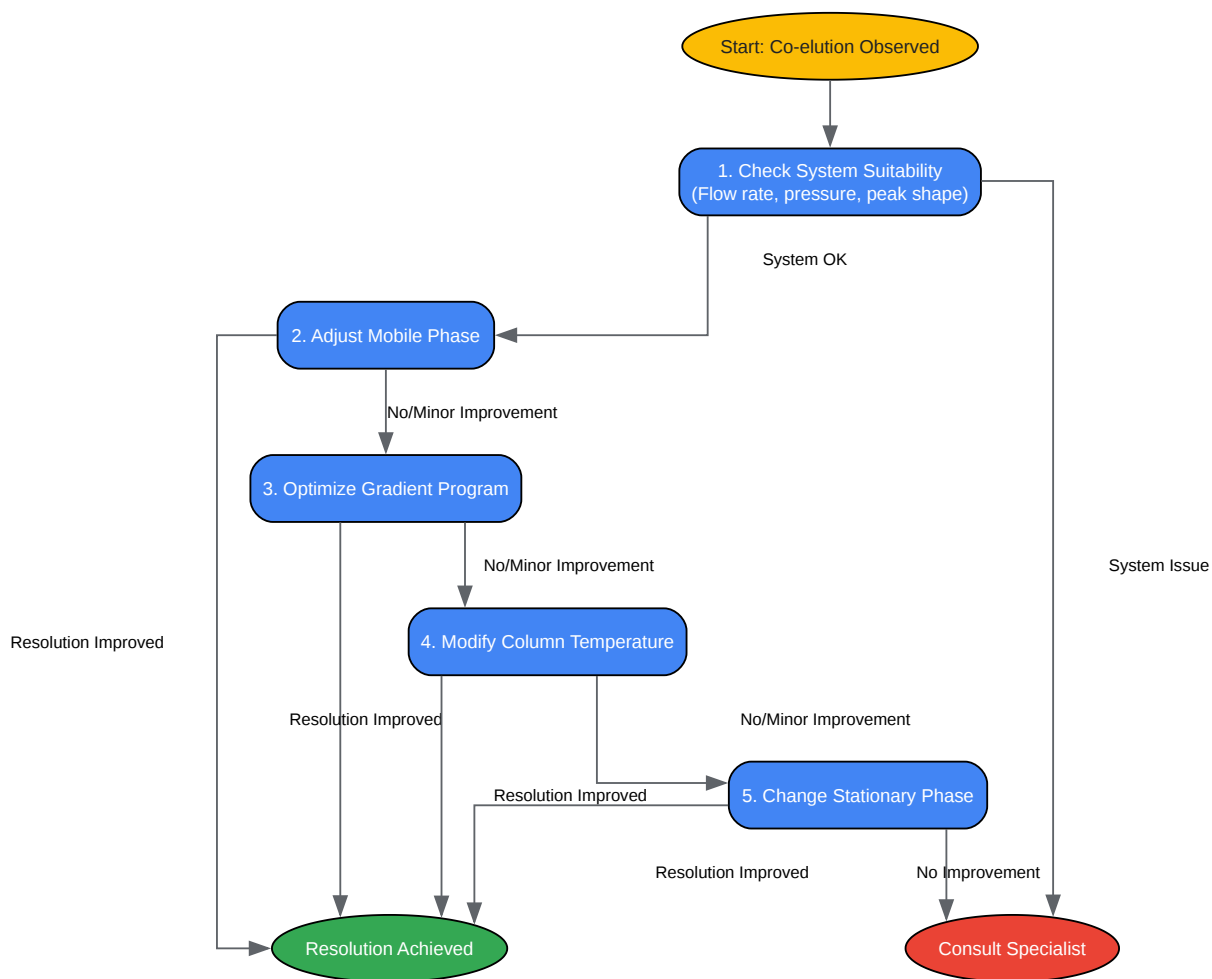 Start: Co-elution Observed
1. Check System Suitability
(Flow rate, pressure, peak shape)
System OK
2. Adjust Mobile Phase
No/Minor Improvement
3. Optimize Gradient Program
No/Minor Improvement
System Issue
Resolution Improved
4. Modify Column Temperature
Resolution Improved
No/Minor Improvement
Resolution Improved
5. Change Stationary Phase
Resolution Improved
No Improvement
Resolution Achieved
Consult Specialist